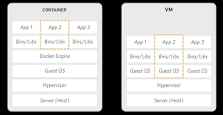 CONTAINER
App 1 App 2 App 3
Bins/Libs Bins/Libs Bins/Libs
Docker Engine
Guest OS
Hypervisor
Server (Host)
VM
App 1 App 2 App 3
Bins/Libs Bins/Libs Bins/Libs
Guest OS Guest OS Guest OS
Hypervisor
Server (Host)